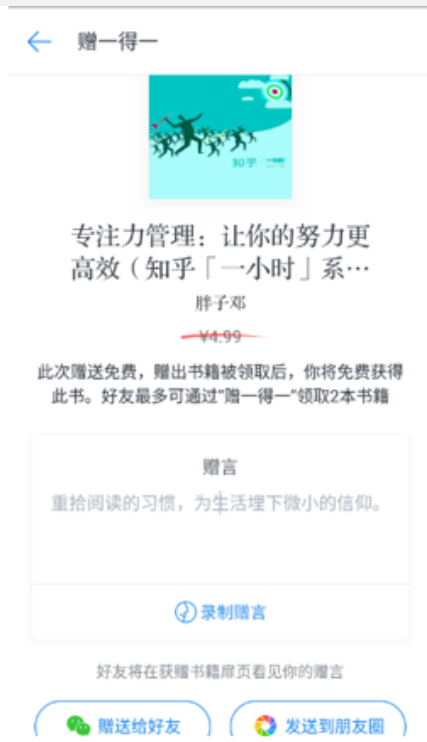 赠一得一
知乎 一小时
专注力管理：让你的努力更
高效（知乎「一小时」系…
胖子邓
¥4.99
此次赠送免费，赠出书籍被领取后，你将免费获得
此书。好友最多可通过"赠一得一"领取2本书籍
赠言
重拾阅读的习惯，为生活埋下微小的信仰。
录制赠言
好友将在获赠书籍扉页看见你的赠言
赠送给好友
发送到朋友圈